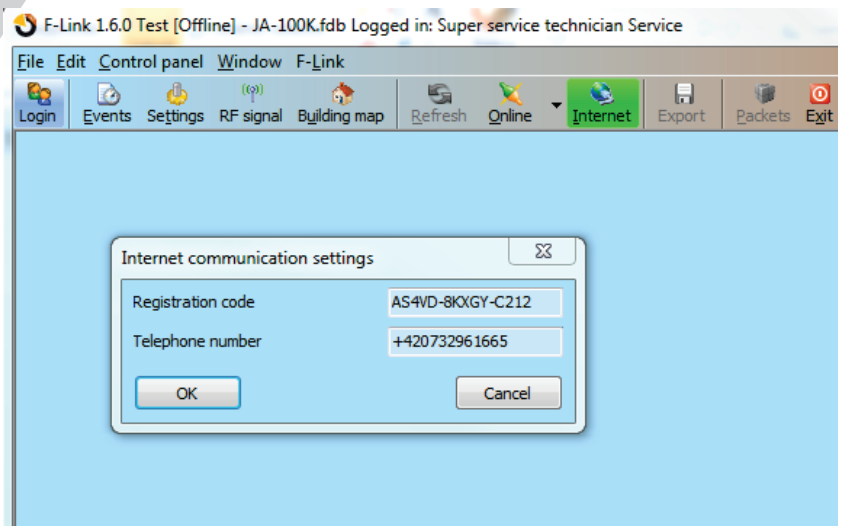 F-Link 1.6.0 Test [Offline] - JA-100K.fdb Logged in: Super service technician Service
File Edit Control panel Window F-Link
Login Events Settings RF signal Building map Refresh Online Internet Export Packets Exit
Internet communication settings
Registration code AS4VD-8KXGY-C212
Telephone number +420732961665
OK Cancel